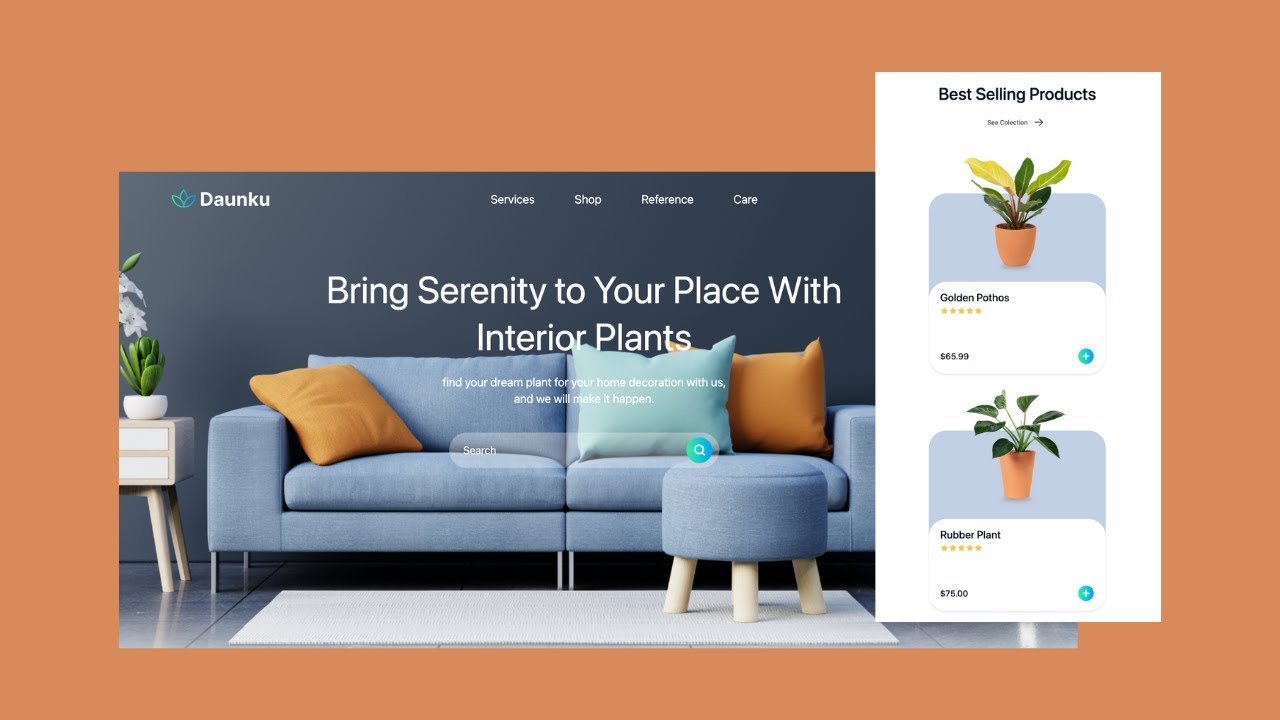 Daunku
Services
Shop
Reference
Care
Bring Serenity to Your Place With
Interior Plants
find your dream plant for your home decoration with us,
and we will make it happen.
Search
Best Selling Products
See Colection
Golden Pothos
$65.99
Rubber Plant
$75.00